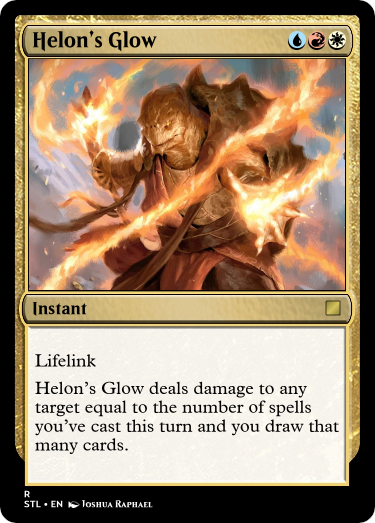 Helon's Glow
Instant
Lifelink
Helon's Glow deals damage to any
target equal to the number of spells
you've cast this turn and you draw that
many cards.
R
STL • EN Joshua Raphael